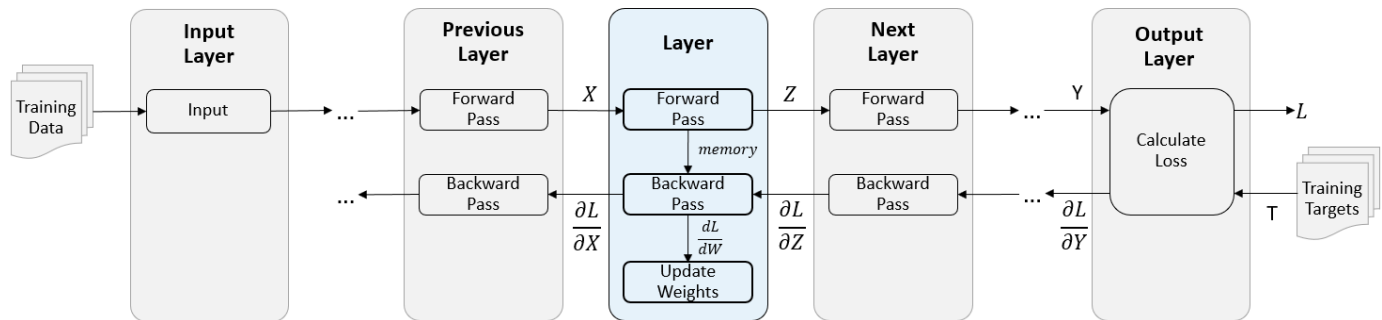 Input
Layer
Previous
Layer
Layer
Next
Layer
Output
Layer
Training
Data
Input
...
Forward
Pass
X
Forward
Pass
Z
Forward
Pass
...
Y
Calculate
Loss
L
memory
...
Backward
Pass
∂L
∂X
Backward
Pass
∂L
∂Z
Backward
Pass
...
∂L
∂Y
T
Training
Targets
dL
dW
Update
Weights